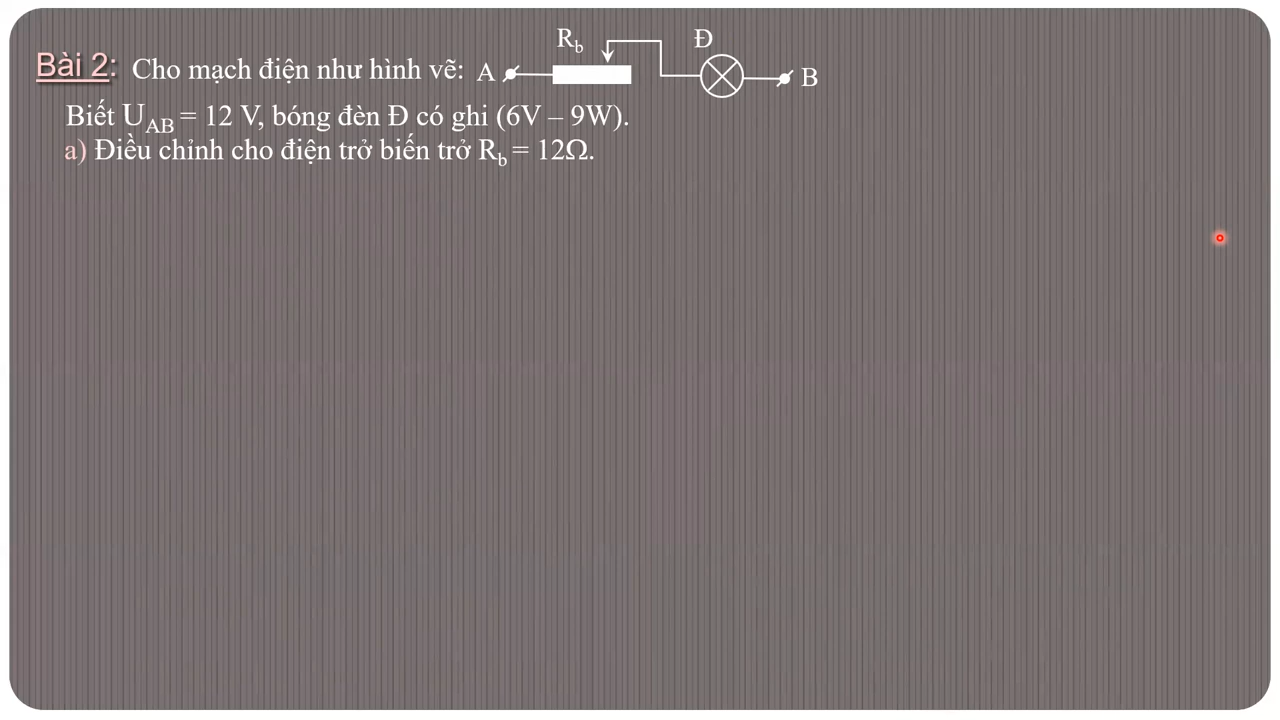 Bài 2: Cho mạch điện như hình vẽ: A R_b Đ B
Biết U_AB = 12 V, bóng đèn Đ có ghi (6V – 9W).
a) Điều chỉnh cho điện trở biến trở R_b = 12Ω.